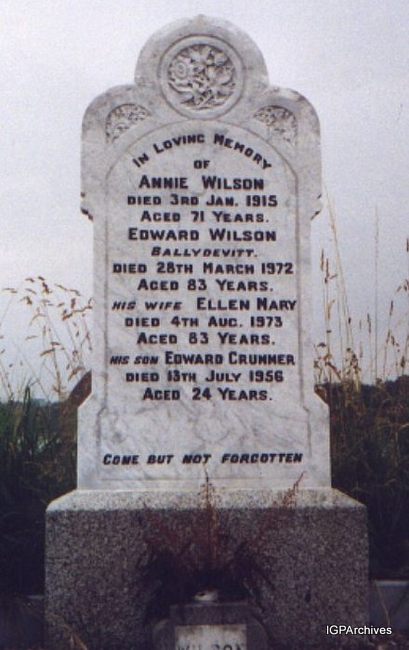 In Loving Memory
of
Annie Wilson
died 3rd Jan. 1915
Aged 71 Years.
Edward Wilson
Ballydevitt.
died 28th March 1972
Aged 83 Years.
his wife Ellen Mary
died 4th Aug. 1973
Aged 83 Years.
his son Edward Crummer
died 13th July 1956
Aged 24 Years.
Come but not forgotten
WILSON
IGPArchives